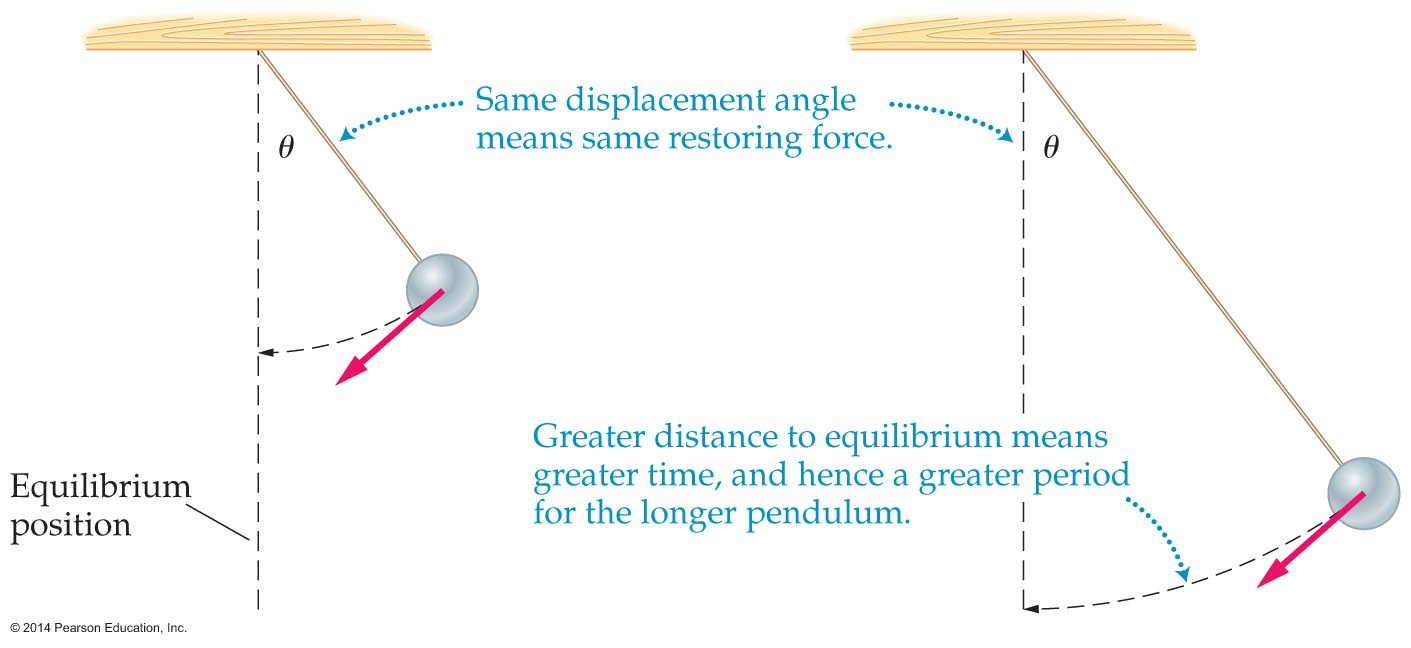 Same displacement angle
means same restoring force.
θ
θ
Greater distance to equilibrium means
greater time, and hence a greater period
for the longer pendulum.
Equilibrium
position
© 2014 Pearson Education, Inc.